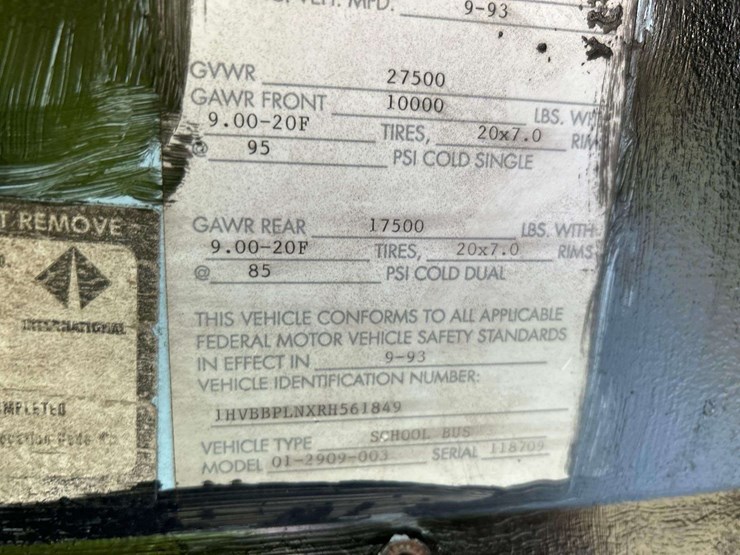 VEH. MFD. 9-93
GVWR 27500
GAWR FRONT 10000 LBS. WI
9.00-20F TIRES, 20x7.0 RIM
@ 95 PSI COLD SINGLE
GAWR REAR 17500 LBS. WITH
9.00-20F TIRES, 20x7.0 RIMS
@ 85 PSI COLD DUAL
THIS VEHICLE CONFORMS TO ALL APPLICABLE
FEDERAL MOTOR VEHICLE SAFETY STANDARDS
IN EFFECT IN 9-93
VEHICLE IDENTIFICATION NUMBER:
1HVBBPLNXRH561849
VEHICLE TYPE SCHOOL BUS
MODEL 01-2909-003 SERIAL 118709
T REMOVE
INTERNATIONAL
MPLETED